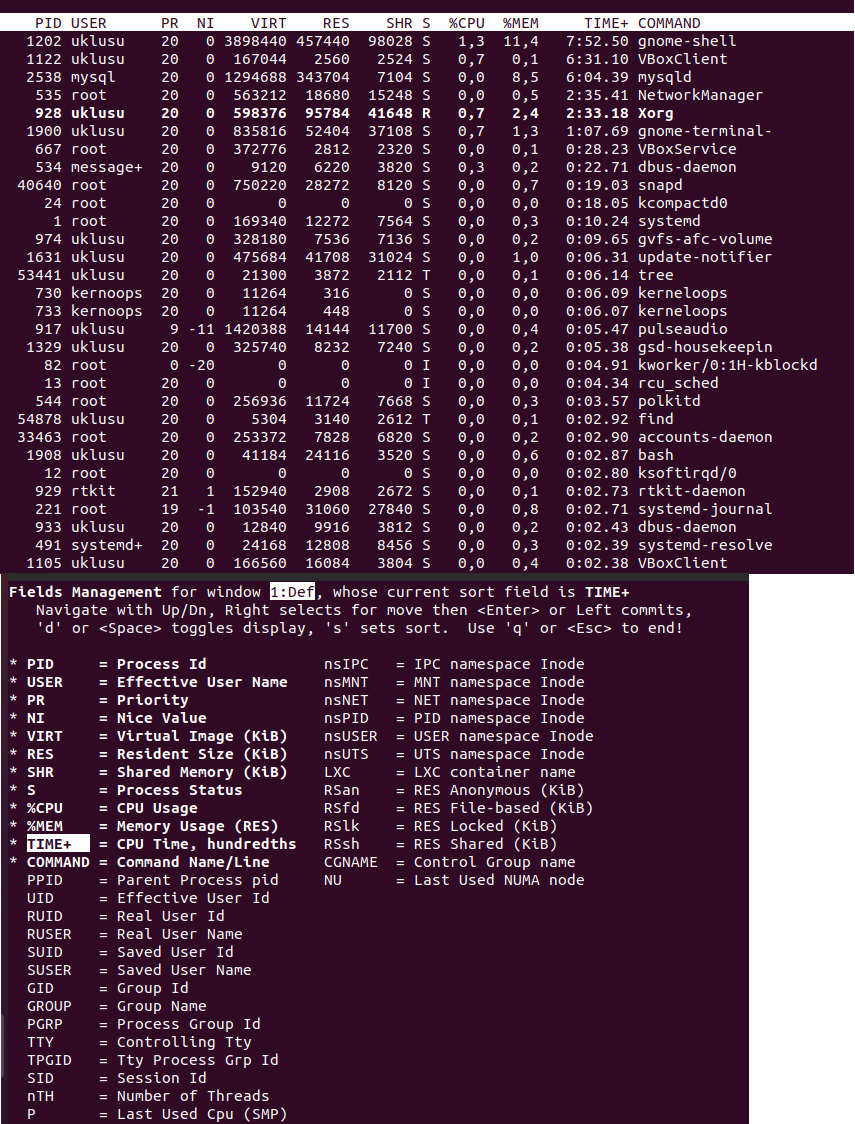 PID USER PR NI VIRT RES SHR S %CPU %MEM TIME+ COMMAND
1202 uklusu 20 0 3898440 457440 98028 S 1,3 11,4 7:52.50 gnome-shell
1122 uklusu 20 0 167044 2560 2524 S 0,7 0,1 6:31.10 VBoxClient
2538 mysql 20 0 1294688 343704 7104 S 0,0 8,5 6:04.39 mysqld
535 root 20 0 563212 18680 15248 S 0,0 0,5 2:35.41 NetworkManager
928 uklusu 20 0 598376 95784 41648 R 0,7 2,4 2:33.18 Xorg
1900 uklusu 20 0 835816 52404 37108 S 0,7 1,3 1:07.69 gnome-terminal-
667 root 20 0 372776 2812 2320 S 0,0 0,1 0:28.23 VBoxService
534 message+ 20 0 9120 6220 3820 S 0,3 0,2 0:22.71 dbus-daemon
40640 root 20 0 750220 28272 8120 S 0,0 0,7 0:19.03 snapd
24 root 20 0 0 0 0 S 0,0 0,0 0:18.05 kcompactd0
1 root 20 0 169340 12272 7564 S 0,0 0,3 0:10.24 systemd
974 uklusu 20 0 328180 7536 7136 S 0,0 0,2 0:09.65 gvfs-afc-volume
1631 uklusu 20 0 475684 41708 31024 S 0,0 1,0 0:06.31 update-notifier
53441 uklusu 20 0 21300 3872 2112 T 0,0 0,1 0:06.14 tree
730 kernoops 20 0 11264 316 0 S 0,0 0,0 0:06.09 kerneloops
733 kernoops 20 0 11264 448 0 S 0,0 0,0 0:06.07 kerneloops
917 uklusu 9 -11 1420388 14144 11700 S 0,0 0,4 0:05.47 pulseaudio
1329 uklusu 20 0 325740 8232 7240 S 0,0 0,2 0:05.38 gsd-housekeepin
82 root 0 -20 0 0 0 I 0,0 0,0 0:04.91 kworker/0:1H-kblockd
13 root 20 0 0 0 0 I 0,0 0,0 0:04.34 rcu_sched
544 root 20 0 256936 11724 7668 S 0,0 0,3 0:03.57 polkitd
54878 uklusu 20 0 5304 3140 2612 T 0,0 0,1 0:02.92 find
33463 root 20 0 253372 7828 6820 S 0,0 0,2 0:02.90 accounts-daemon
1908 uklusu 20 0 41184 24116 3520 S 0,0 0,6 0:02.87 bash
12 root 20 0 0 0 0 S 0,0 0,0 0:02.80 ksoftirqd/0
929 rtkit 21 1 152940 2908 2672 S 0,0 0,1 0:02.73 rtkit-daemon
221 root 19 -1 103540 31060 27840 S 0,0 0,8 0:02.71 systemd-journal
933 uklusu 20 0 12840 9916 3812 S 0,0 0,2 0:02.43 dbus-daemon
491 systemd+ 20 0 24168 12808 8456 S 0,0 0,3 0:02.39 systemd-resolve
1105 uklusu 20 0 166560 16084 3804 S 0,0 0,4 0:02.38 VBoxClient
Fields Management for window 1:Def, whose current sort field is TIME+
Navigate with Up/Dn, Right selects for move then <Enter> or Left commits,
'd' or <Space> toggles display, 's' sets sort. Use 'q' or <Esc> to end!
* PID = Process Id nsIPC = IPC namespace Inode
* USER = Effective User Name nsMNT = MNT namespace Inode
* PR = Priority nsNET = NET namespace Inode
* NI = Nice Value nsPID = PID namespace Inode
* VIRT = Virtual Image (KiB) nsUSER = USER namespace Inode
* RES = Resident Size (KiB) nsUTS = UTS namespace Inode
* SHR = Shared Memory (KiB) LXC = LXC container name
* S = Process Status RSan = RES Anonymous (KiB)
* %CPU = CPU Usage RSfd = RES File-based (KiB)
* %MEM = Memory Usage (RES) RSlk = RES Locked (KiB)
* TIME+ = CPU Time, hundredths RSsh = RES Shared (KiB)
* COMMAND = Command Name/Line CGNAME = Control Group name
PPID = Parent Process pid NU = Last Used NUMA node
UID = Effective User Id
RUID = Real User Id
RUSER = Real User Name
SUID = Saved User Id
SUSER = Saved User Name
GID = Group Id
GROUP = Group Name
PGRP = Process Group Id
TTY = Controlling Tty
TPGID = Tty Process Grp Id
SID = Session Id
nTH = Number of Threads
P = Last Used Cpu (SMP)